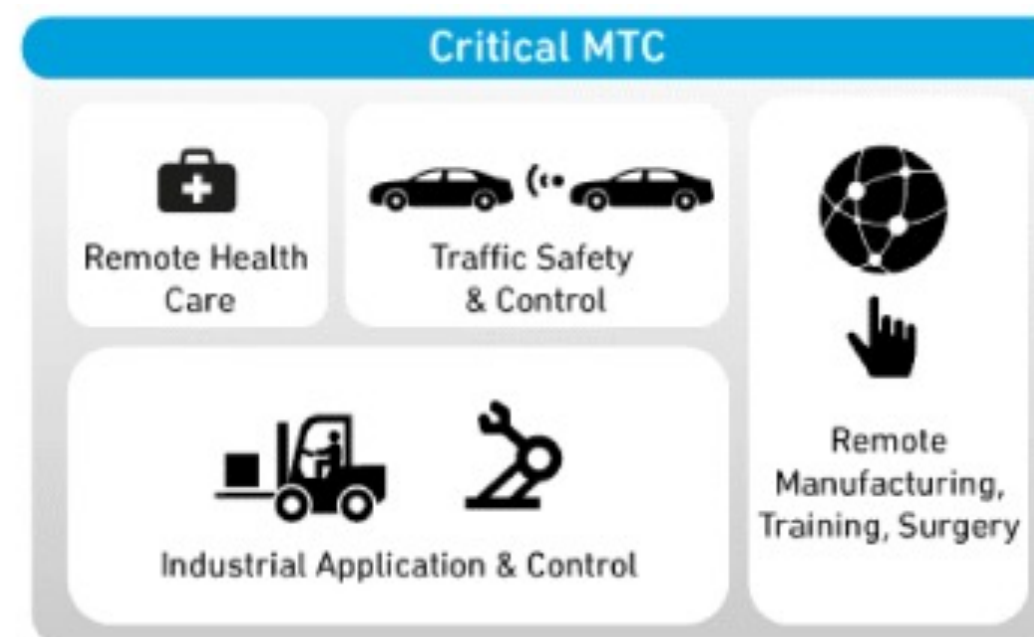 Critical MTC
Remote Health
Care
Traffic Safety
& Control
Remote
Manufacturing,
Training, Surgery
Industrial Application & Control